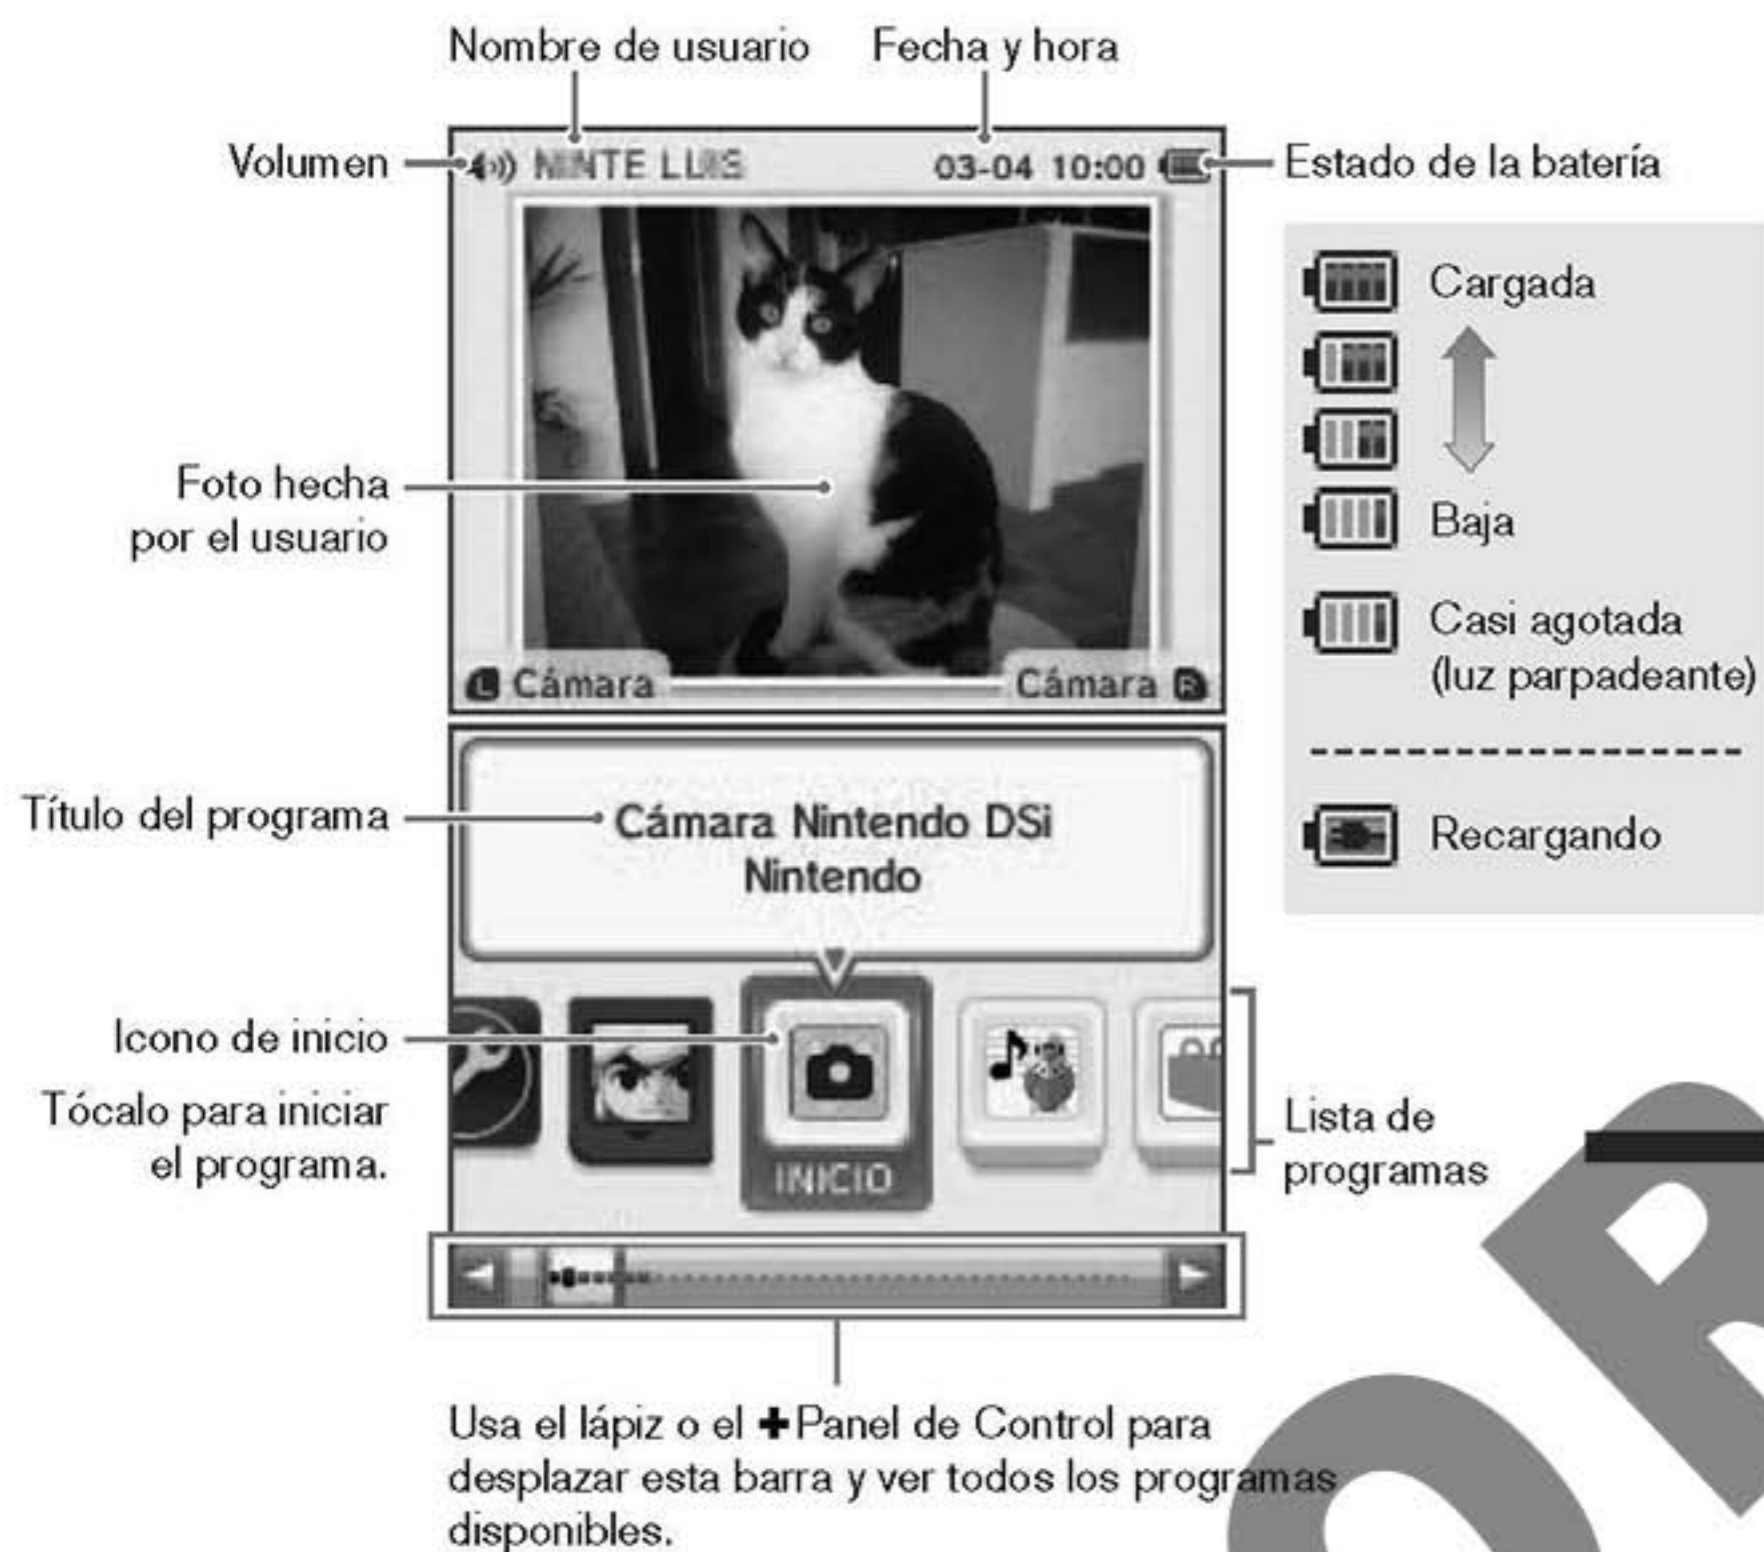 Nombre de usuario
Fecha y hora
Volumen
NINTE LUIS
03-04 10:00
Estado de la batería
Cargada
Baja
Casi agotada
(luz parpadeante)
Recargando
Foto hecha
por el usuario
L Cámara
Cámara R
Título del programa
Cámara Nintendo DSi
Nintendo
Icono de inicio
Tócalo para iniciar
el programa.
INICIO
Lista de
programas
Usa el lápiz o el ✚Panel de Control para
desplazar esta barra y ver todos los programas
disponibles.
OR